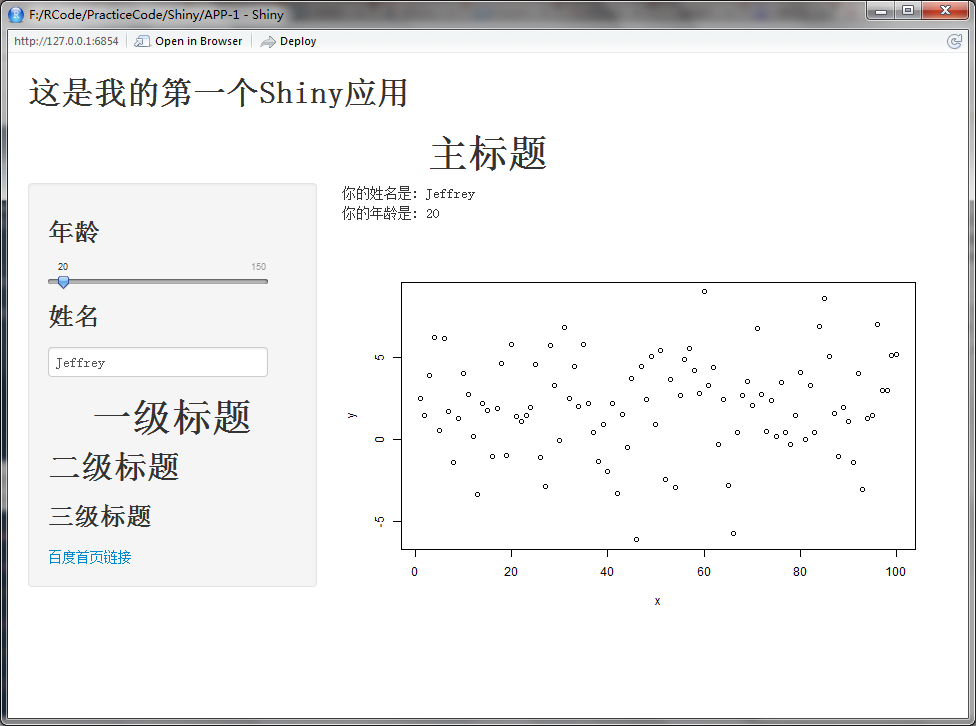 F:/RCode/PracticeCode/Shiny/APP-1 - Shiny
http://127.0.0.1:6854 Open in Browser Deploy
这是我的第一个Shiny应用
主标题
年龄
20 150
姓名
Jeffrey
一级标题
二级标题
三级标题
百度首页链接
你的姓名是: Jeffrey
你的年龄是: 20
y
5
0
-5
0 20 40 60 80 100
x